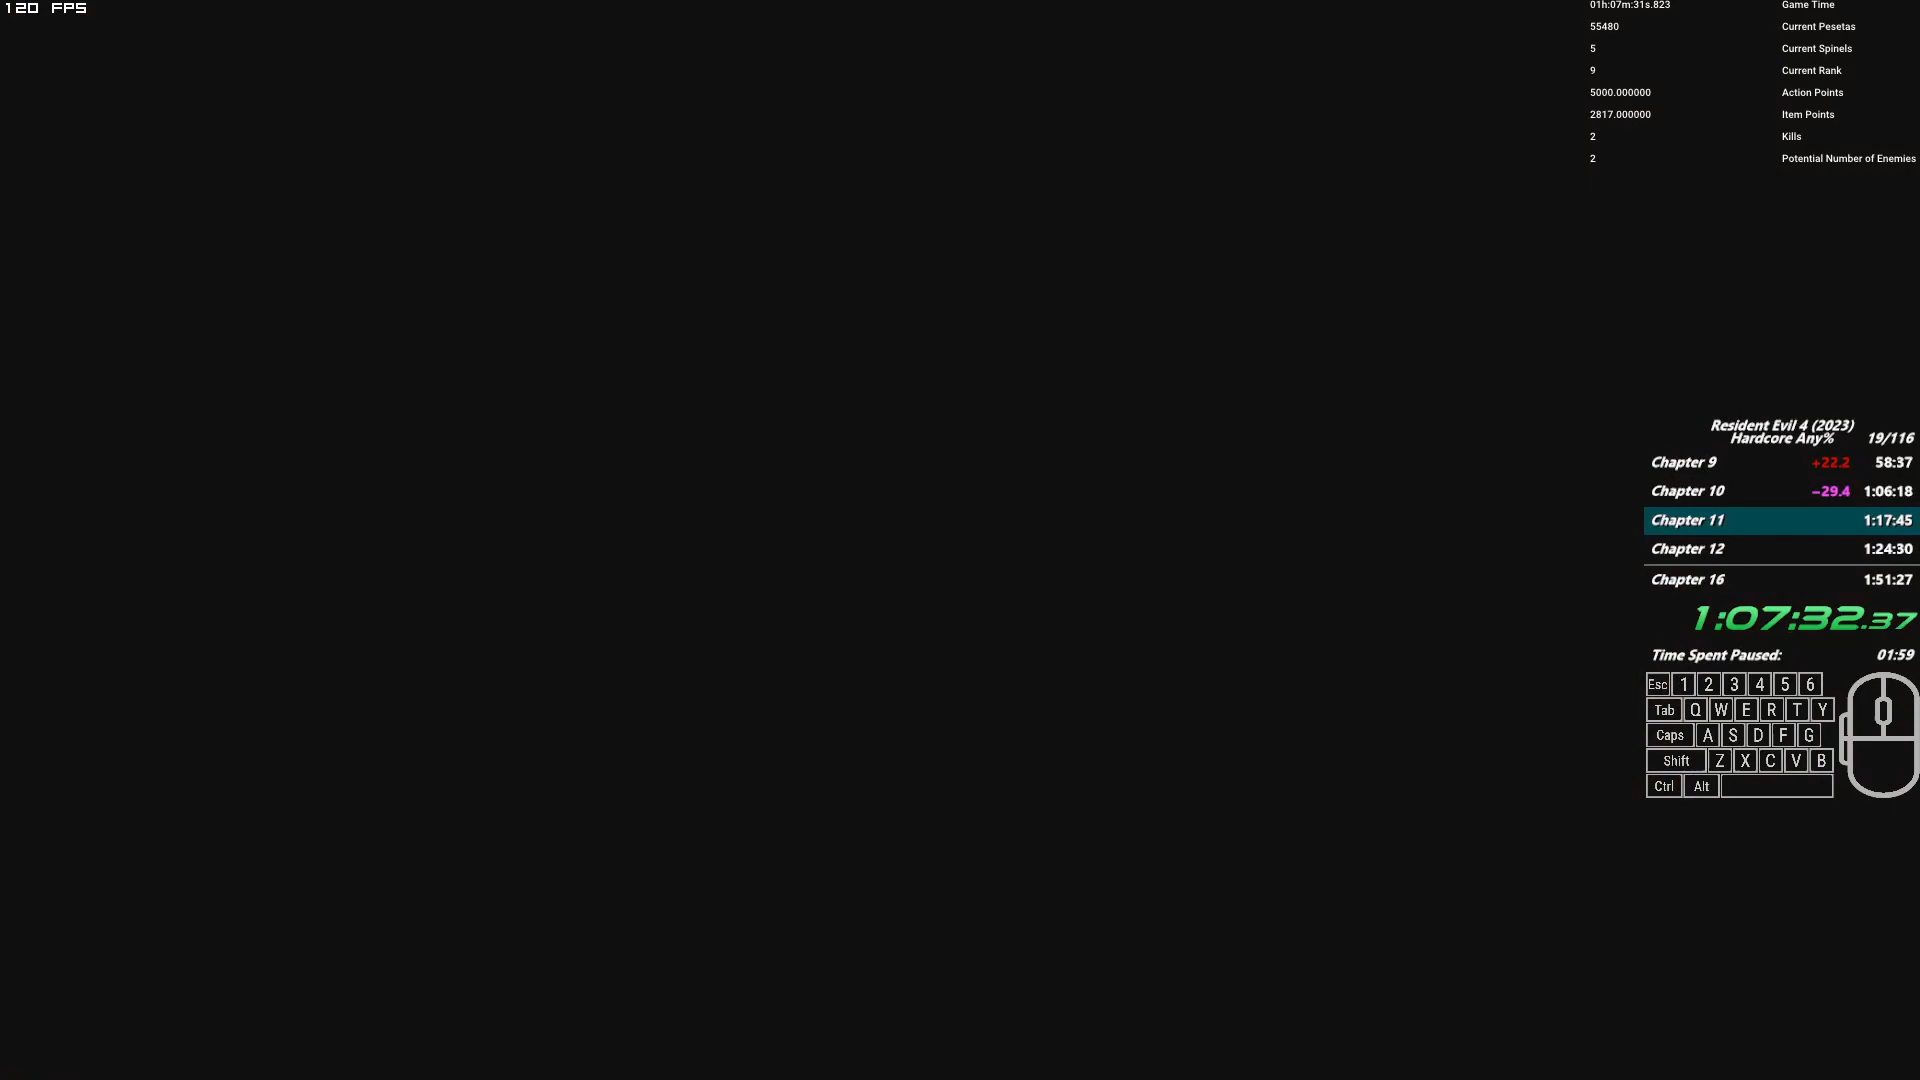 120 FPS
01h:07m:31s.823 Game Time
55480 Current Pesetas
5 Current Spinels
9 Current Rank
5000.000000 Action Points
2817.000000 Item Points
2 Kills
2 Potential Number of Enemies
Resident Evil 4 (2023)
Hardcore Any% 19/116
Chapter 9 +22.2 58:37
Chapter 10 −29.4 1:06:18
Chapter 11 1:17:45
Chapter 12 1:24:30
Chapter 16 1:51:27
1:07:32.37
Time Spent Paused: 01:59
Esc 1 2 3 4 5 6
Tab Q W E R T Y
Caps A S D F G
Shift Z X C V B
Ctrl Alt